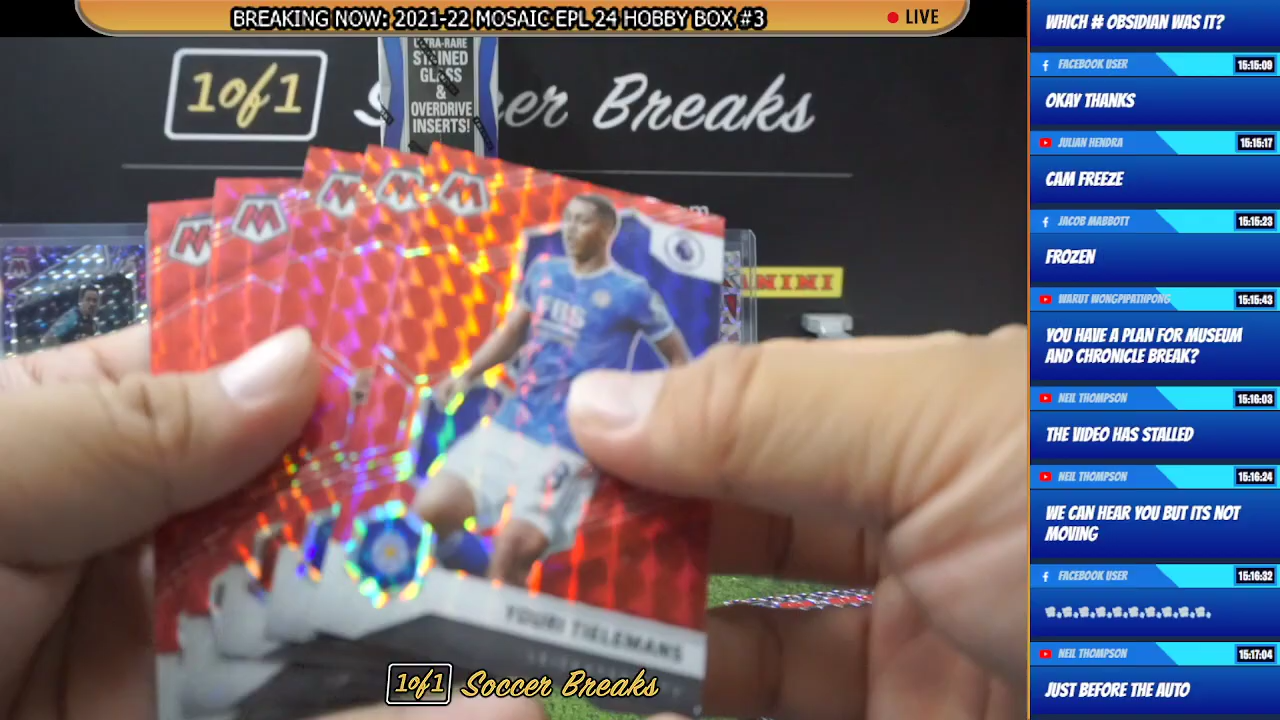 BREAKING NOW: 2021-22 MOSAIC EPL 24 HOBBY BOX #3
LIVE
ULTRA-RARE
STAINED
GLASS
&
OVERDRIVE
INSERTS!
1of1 Soccer Breaks
PANINI
FBS
YOURI TIELEMANS
1of1 Soccer Breaks
WHICH # OBSIDIAN WAS IT?
FACEBOOK USER 15:15:09
OKAY THANKS
JULIAN HENDRA 15:15:17
CAM FREEZE
JACOB MABBOTT 15:15:23
FROZEN
WARUT WONGPIPATHPONG 15:15:43
YOU HAVE A PLAN FOR MUSEUM
AND CHRONICLE BREAK?
NEIL THOMPSON 15:16:03
THE VIDEO HAS STALLED
NEIL THOMPSON 15:16:24
WE CAN HEAR YOU BUT ITS NOT
MOVING
FACEBOOK USER 15:16:32
NEIL THOMPSON 15:17:04
JUST BEFORE THE AUTO